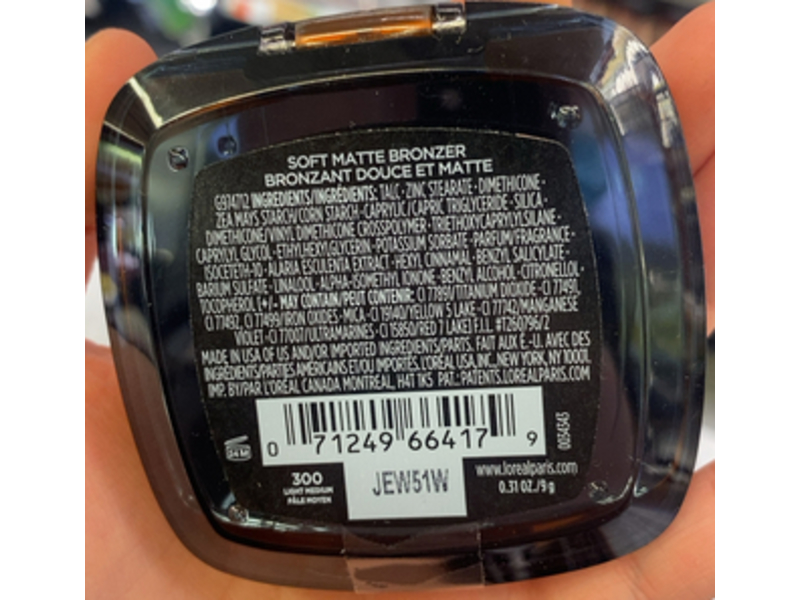 SOFT MATTE BRONZER
BRONZANT DOUCE ET MATTE
G974712 INGREDIENTS/INGRÉDIENTS: TALC · ZINC STEARATE · DIMETHICONE ·
ZEA MAYS STARCH/CORN STARCH · CAPRYLIC/CAPRIC TRIGLYCERIDE · SILICA ·
DIMETHICONE/VINYL DIMETHICONE CROSSPOLYMER · TRIETHOXYCAPRYLYLSILANE ·
CAPRYLYL GLYCOL · ETHYLHEXYLGLYCERIN · POTASSIUM SORBATE · PARFUM/FRAGRANCE ·
ISOCETETH-10 · ALARIA ESCULENTA EXTRACT · HEXYL CINNAMAL · BENZYL SALICYLATE ·
BARIUM SULFATE · LINALOOL · ALPHA-ISOMETHYL IONONE · BENZYL ALCOHOL · CITRONELLOL ·
TOCOPHEROL [+/- MAY CONTAIN/PEUT CONTENIR: CI 77891/TITANIUM DIOXIDE · CI 77491,
CI 77492, CI 77499/IRON OXIDES · MICA · CI 19140/YELLOW 5 LAKE · CI 77742/MANGANESE
VIOLET · CI 77007/ULTRAMARINES · CI 15850/RED 7 LAKE] F.I.L. #T260796/2
MADE IN USA OF US AND/OR IMPORTED INGREDIENTS/PARTS. FAIT AUX É.-U. AVEC DES
INGRÉDIENTS/PARTIES AMÉRICAINS ET/OU IMPORTÉS. L'ORÉAL USA, INC., NEW YORK, NY 10001.
IMP. BY/PAR L'ORÉAL CANADA MONTREAL, H4T 1K5 PAT.: PATENTS.LOREALPARIS.COM
0 71249 66417 9
0034343
24 M
300
LIGHT MEDIUM
PÂLE MOYEN
JEW51W
www.lorealparis.com
0.31 OZ./9 g